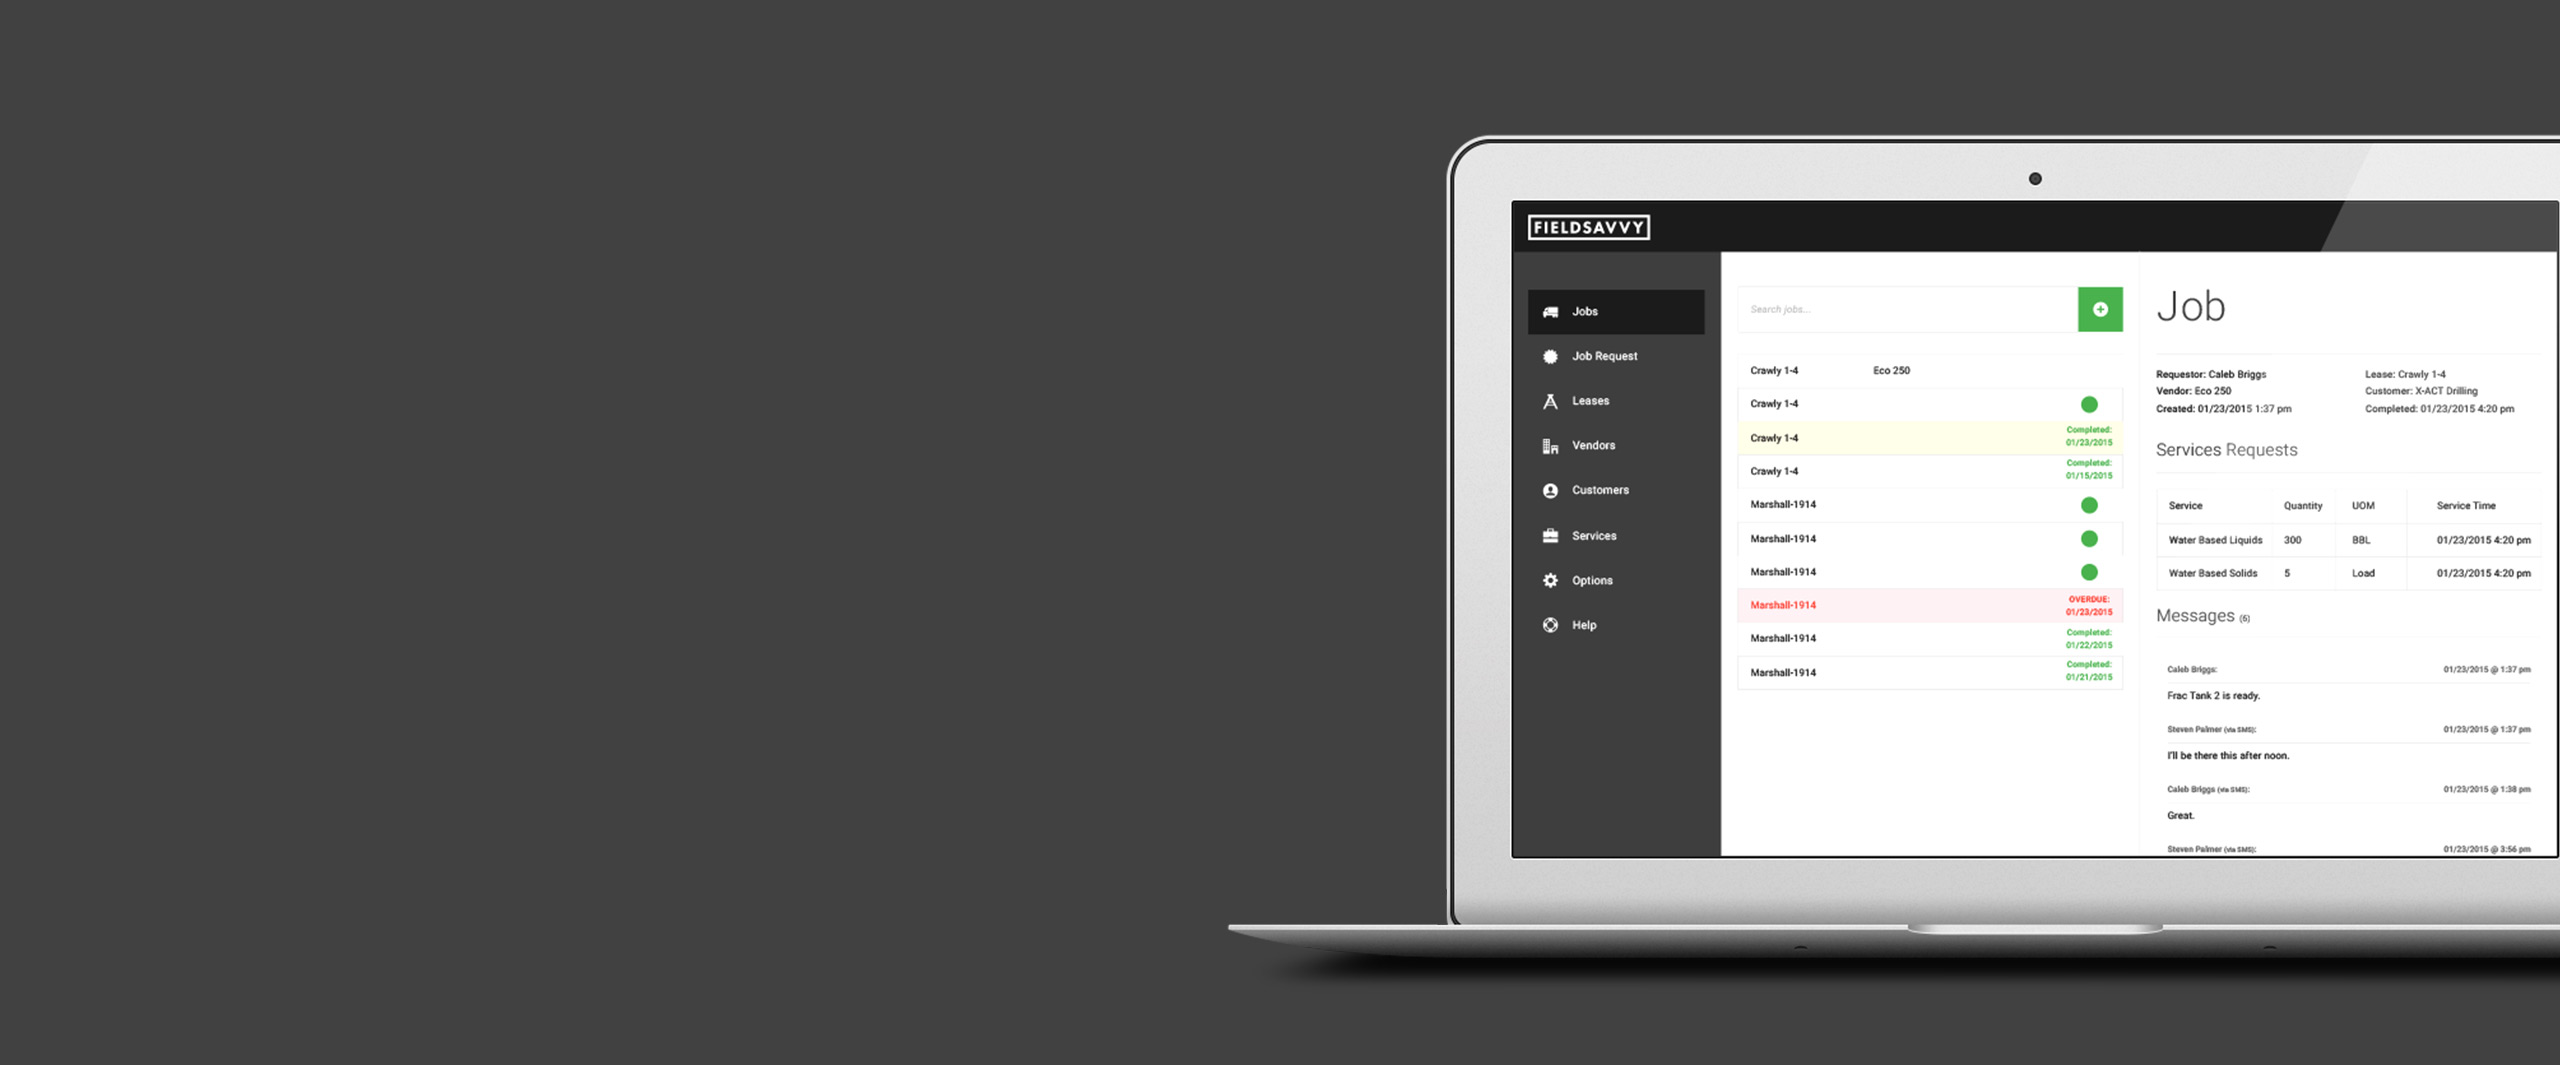 FIELDSAVVY
Jobs
Job Request
Leases
Vendors
Customers
Services
Options
Help
Search jobs...
Crawly 1-4 Eco 250
Crawly 1-4
Crawly 1-4 Completed: 01/23/2015
Crawly 1-4 Completed: 01/15/2015
Marshall-1914
Marshall-1914
Marshall-1914
Marshall-1914 OVERDUE: 01/23/2015
Marshall-1914 Completed: 01/22/2015
Marshall-1914 Completed: 01/21/2015
Job
Requestor: Caleb Briggs Lease: Crawly 1-4
Vendor: Eco 250 Customer: X-ACT Drilling
Created: 01/23/2015 1:37 pm Completed: 01/23/2015 4:20 pm
Services Requests
Service Quantity UOM Service Time
Water Based Liquids 300 BBL 01/23/2015 4:20 pm
Water Based Solids 5 Load 01/23/2015 4:20 pm
Messages (6)
Caleb Briggs: 01/23/2015 @ 1:37 pm
Frac Tank 2 is ready.
Steven Palmer (via SMS): 01/23/2015 @ 1:37 pm
I'll be there this after noon.
Caleb Briggs (via SMS): 01/23/2015 @ 1:38 pm
Great.
Steven Palmer (via SMS): 01/23/2015 @ 3:56 pm